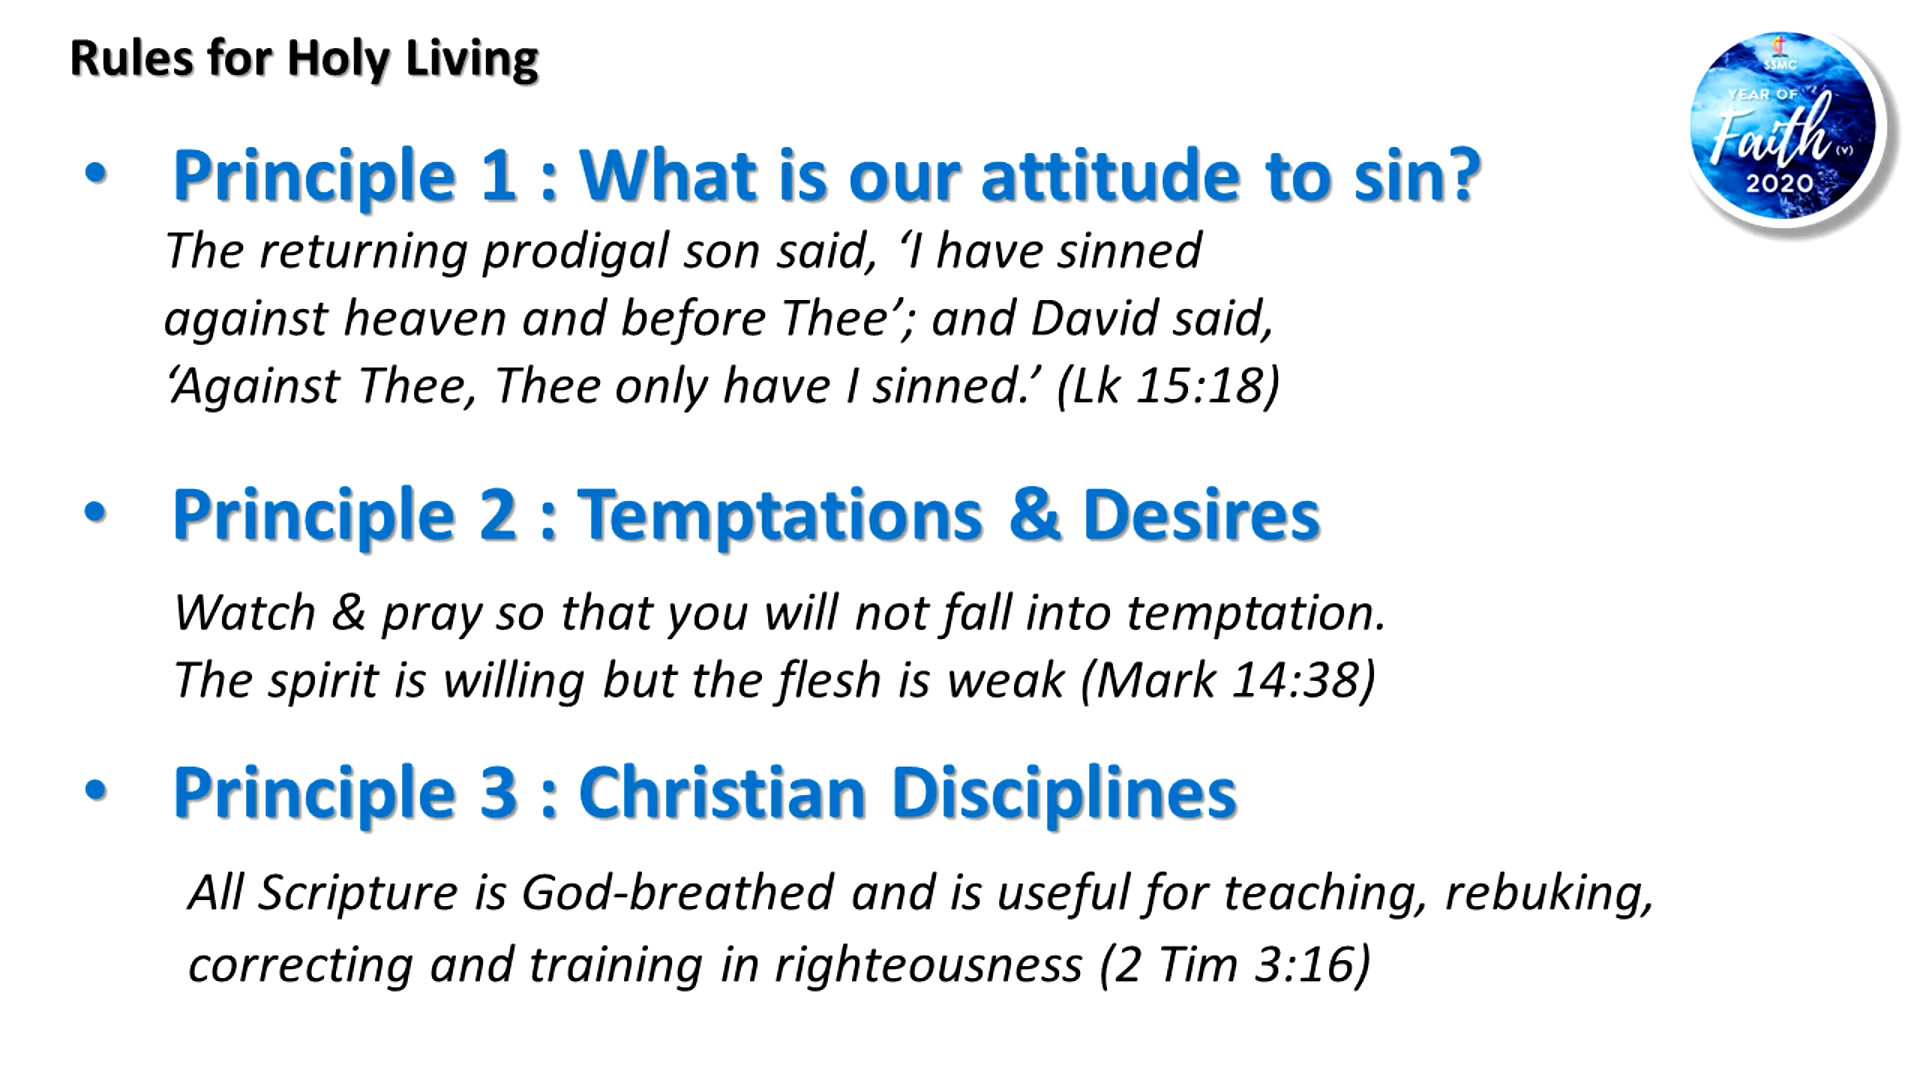 Rules for Holy Living
SSMC
YEAR OF
Faith (V)
2020
• Principle 1 : What is our attitude to sin?
The returning prodigal son said, ‘I have sinned
against heaven and before Thee’; and David said,
‘Against Thee, Thee only have I sinned.’ (Lk 15:18)
• Principle 2 : Temptations & Desires
Watch & pray so that you will not fall into temptation.
The spirit is willing but the flesh is weak (Mark 14:38)
• Principle 3 : Christian Disciplines
All Scripture is God-breathed and is useful for teaching, rebuking,
correcting and training in righteousness (2 Tim 3:16)